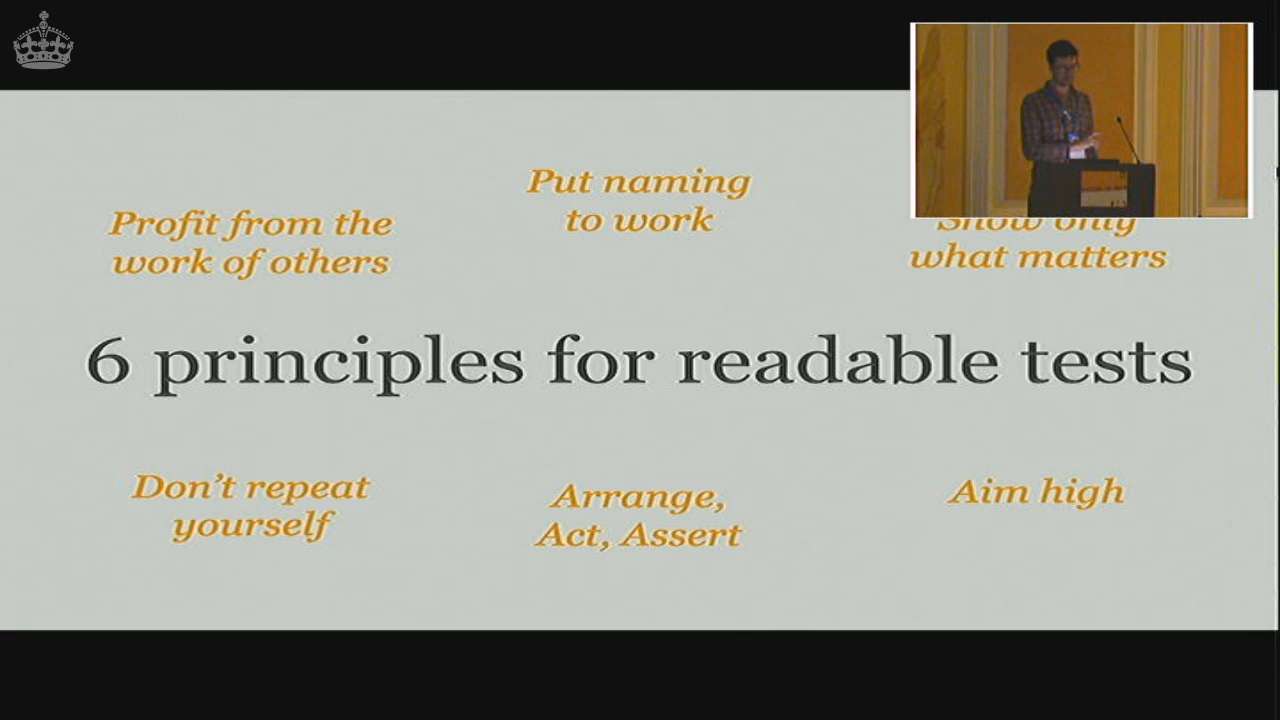 Put naming
to work
Profit from the
work of others
Show only
what matters
6 principles for readable tests
Don't repeat
yourself
Arrange,
Act, Assert
Aim high